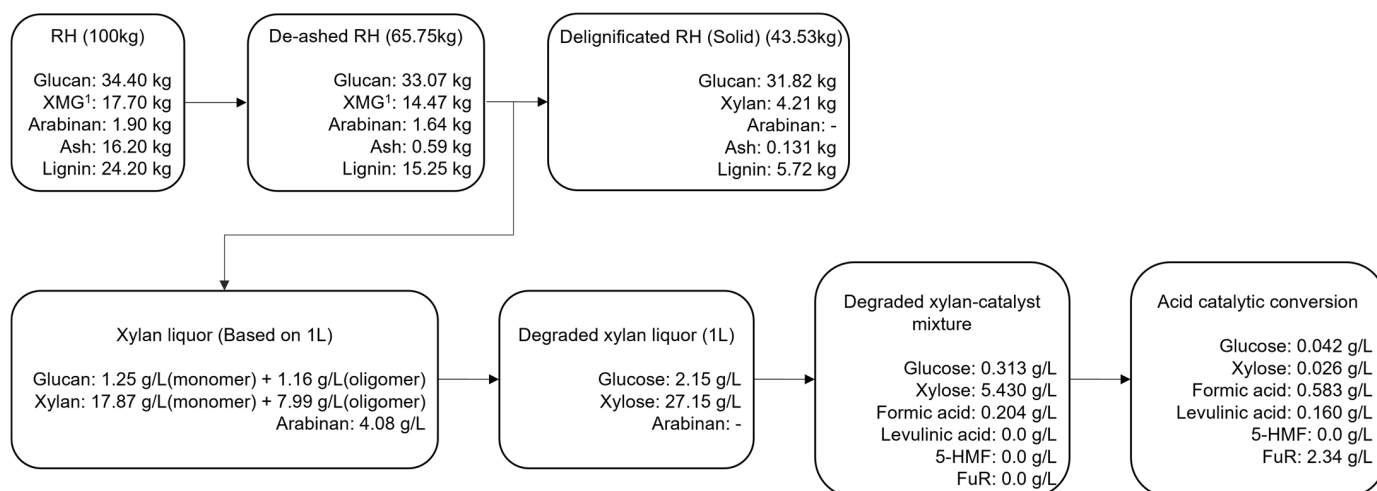 RH (100kg)
Glucan: 34.40 kg
XMG¹: 17.70 kg
Arabinan: 1.90 kg
Ash: 16.20 kg
Lignin: 24.20 kg
De-ashed RH (65.75kg)
Glucan: 33.07 kg
XMG¹: 14.47 kg
Arabinan: 1.64 kg
Ash: 0.59 kg
Lignin: 15.25 kg
Delignificated RH (Solid) (43.53kg)
Glucan: 31.82 kg
Xylan: 4.21 kg
Arabinan: -
Ash: 0.131 kg
Lignin: 5.72 kg
Xylan liquor (Based on 1L)
Glucan: 1.25 g/L(monomer) + 1.16 g/L(oligomer)
Xylan: 17.87 g/L(monomer) + 7.99 g/L(oligomer)
Arabinan: 4.08 g/L
Degraded xylan liquor (1L)
Glucose: 2.15 g/L
Xylose: 27.15 g/L
Arabinan: -
Degraded xylan-catalyst
mixture
Glucose: 0.313 g/L
Xylose: 5.430 g/L
Formic acid: 0.204 g/L
Levulinic acid: 0.0 g/L
5-HMF: 0.0 g/L
FuR: 0.0 g/L
Acid catalytic conversion
Glucose: 0.042 g/L
Xylose: 0.026 g/L
Formic acid: 0.583 g/L
Levulinic acid: 0.160 g/L
5-HMF: 0.0 g/L
FuR: 2.34 g/L